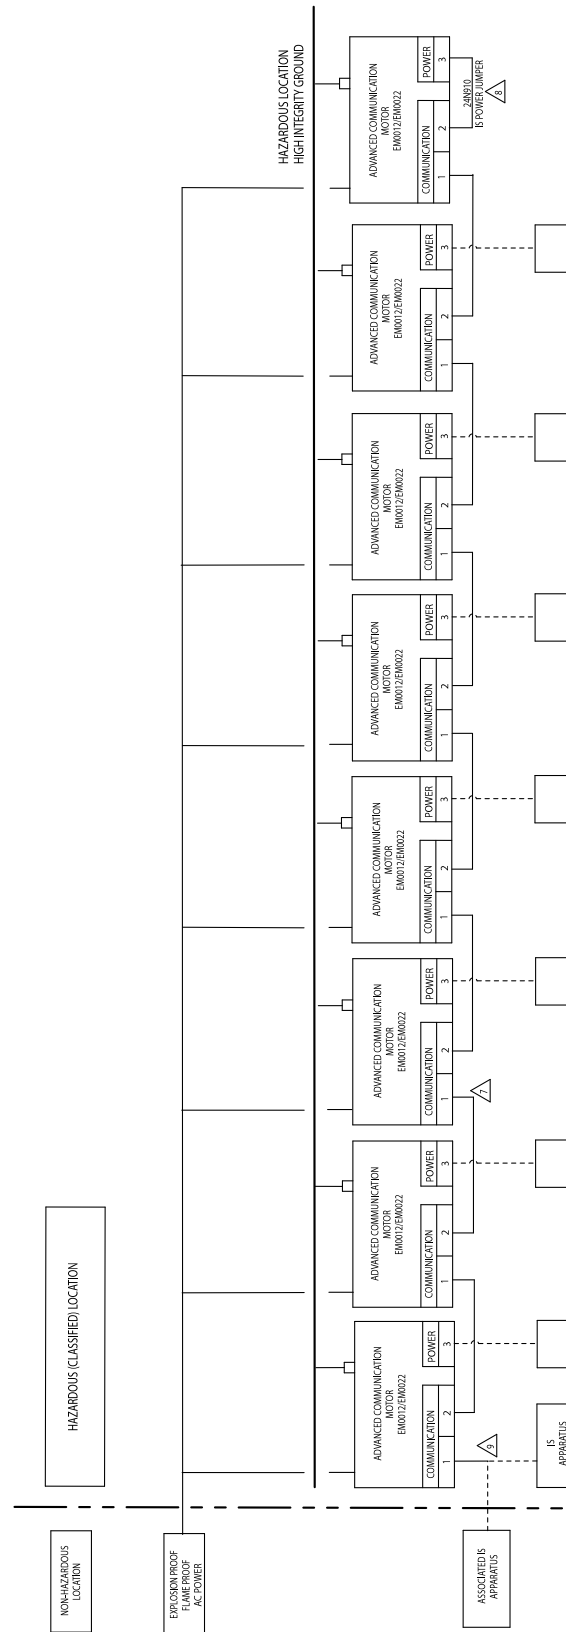 NON-HAZARDOUS
LOCATION
HAZARDOUS (CLASSIFIED) LOCATION
EXPLOSION PROOF
FLAME PROOF
AC POWER
HAZARDOUS LOCATION
HIGH INTEGRITY GROUND
ADVANCED COMMUNICATION
MOTOR
EM0012/EM0022
COMMUNICATION
POWER
1
2
3
ADVANCED COMMUNICATION
MOTOR
EM0012/EM0022
COMMUNICATION
POWER
1
2
3
ADVANCED COMMUNICATION
MOTOR
EM0012/EM0022
COMMUNICATION
POWER
1
2
3
ADVANCED COMMUNICATION
MOTOR
EM0012/EM0022
COMMUNICATION
POWER
1
2
3
ADVANCED COMMUNICATION
MOTOR
EM0012/EM0022
COMMUNICATION
POWER
1
2
3
ADVANCED COMMUNICATION
MOTOR
EM0012/EM0022
COMMUNICATION
POWER
1
2
3
ADVANCED COMMUNICATION
MOTOR
EM0012/EM0022
COMMUNICATION
POWER
1
2
3
ADVANCED COMMUNICATION
MOTOR
EM0012/EM0022
COMMUNICATION
POWER
1
2
3
9
7
24N910
IS POWER JUMPER
8
ASSOCIATED IS
APPARATUS
IS
APPARATUS